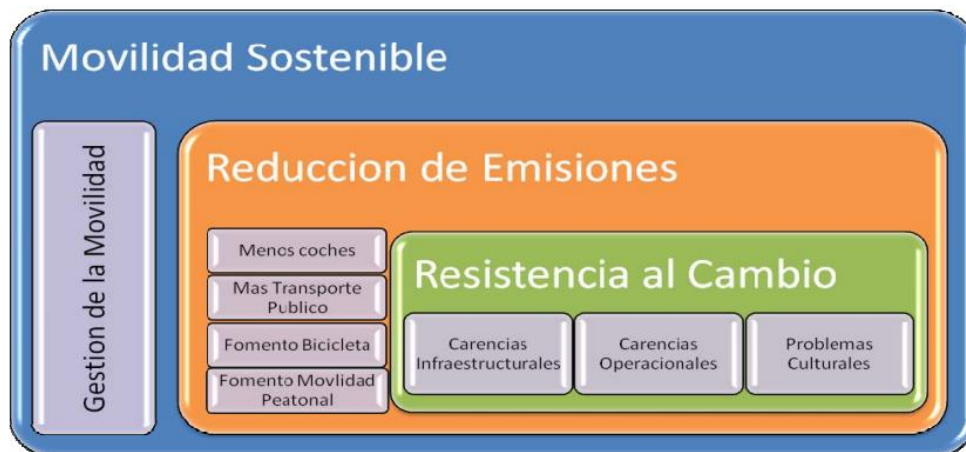 Movilidad Sostenible
Gestion de la Movilidad
Reduccion de Emisiones
Menos coches
Mas Transporte
Publico
Fomento Bicicleta
Fomento Movlidad
Peatonal
Resistencia al Cambio
Carencias
Infraestructurales
Carencias
Operacionales
Problemas
Culturales